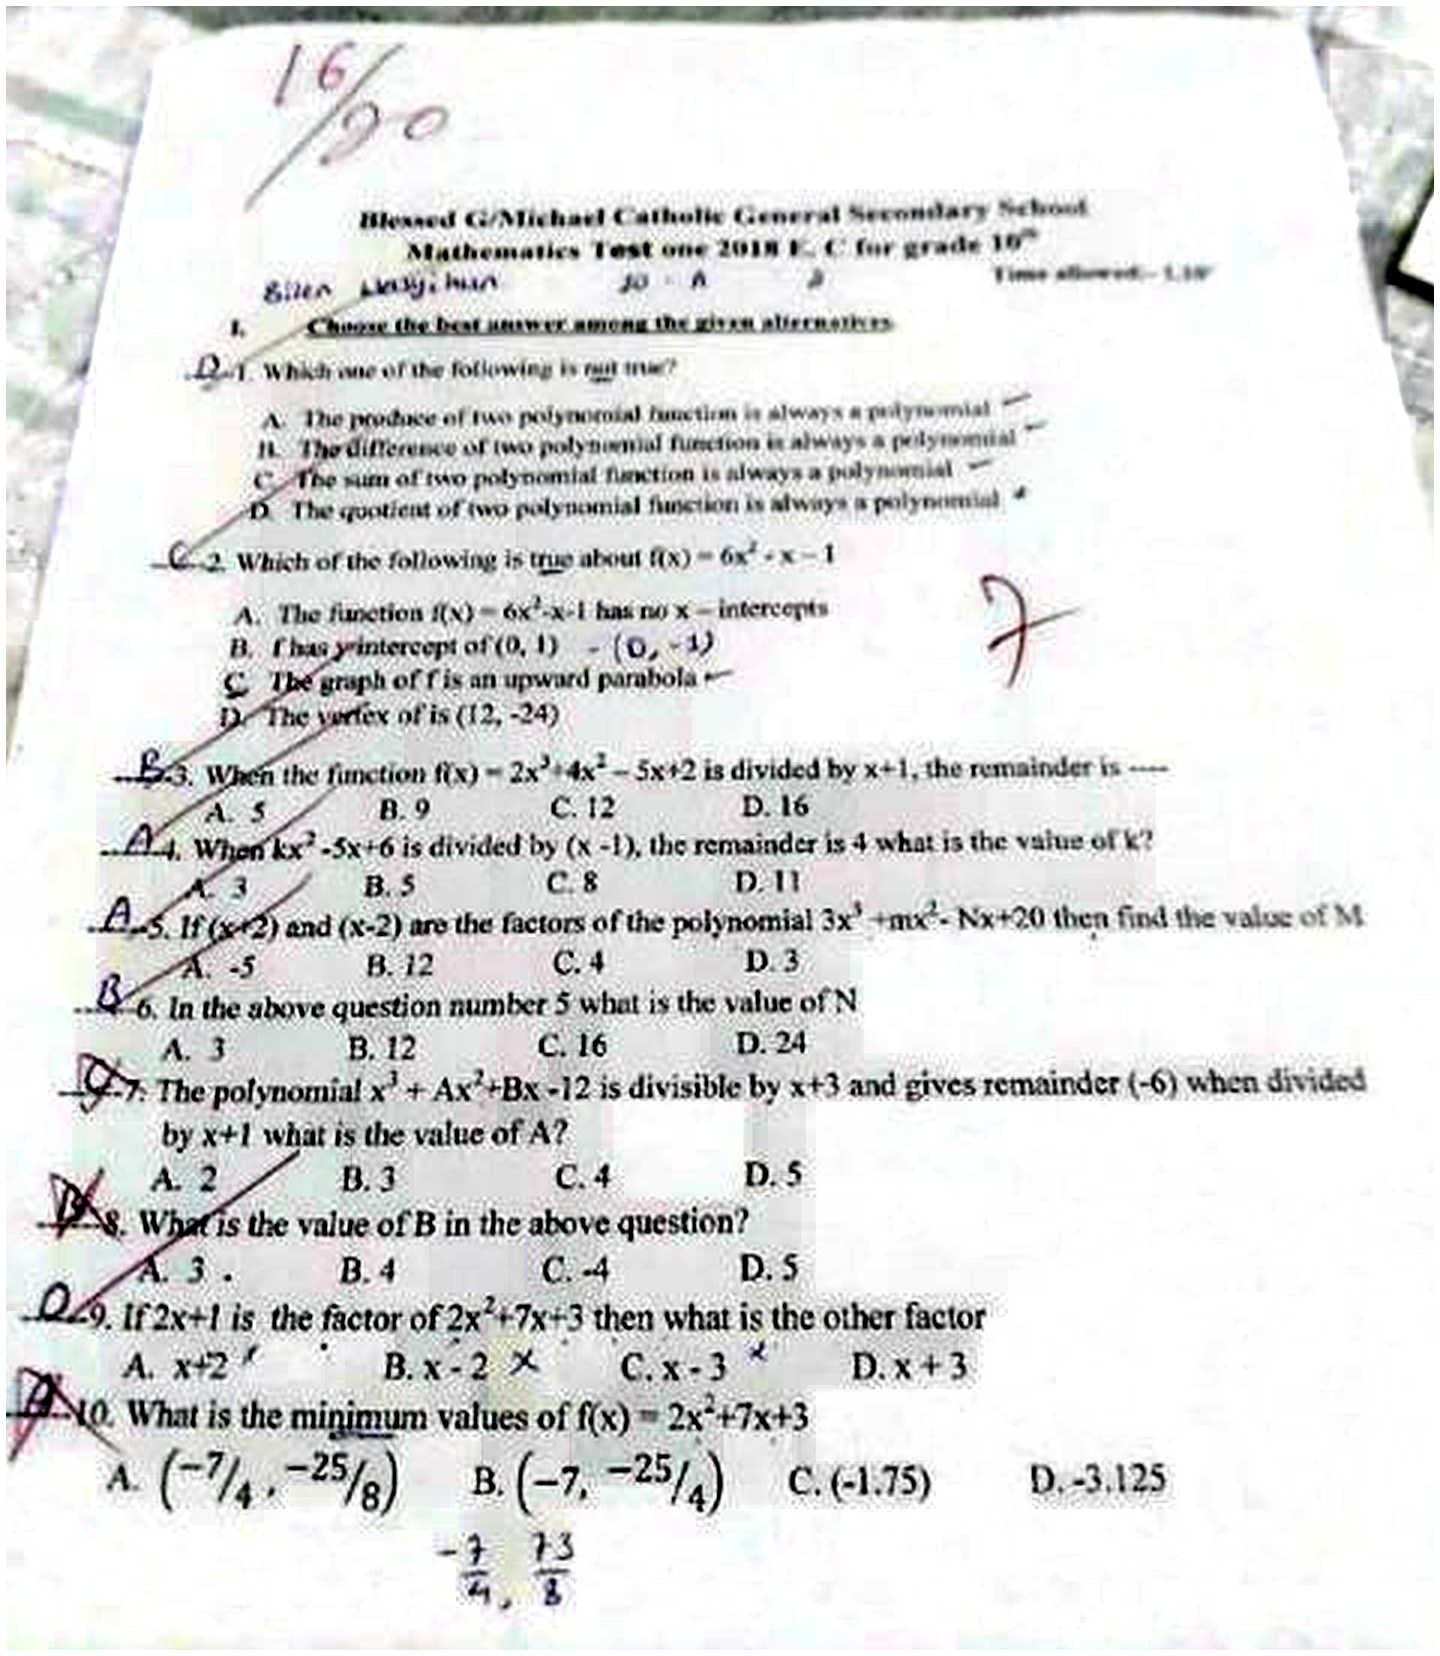 16/20
Blessed G/Michael Catholic General Secondary School
Mathematics Test one 2018 E. C for grade 10th
Time allowed:- 1:10'
Bilen 10 - A
I. Choose the best answer among the given alternatives.
D 1. Which one of the following is not true?
A. The produce of two polynomial function is always a polynomial
B. The difference of two polynomial function is always a polynomial
C. The sum of two polynomial function is always a polynomial
D. The quotient of two polynomial function is always a polynomial
C 2. Which of the following is true about f(x) = 6x² - x – 1
A. The function f(x) = 6x²-x-1 has no x – intercepts
B. f has y-intercept of (0, 1) - (0, -1)
C. The graph of f is an upward parabola
D. The vertex of is (12, -24)
7
B 3. When the function f(x) = 2x³+4x² – 5x+2 is divided by x+1, the remainder is ----
A. 5 B. 9 C. 12 D. 16
A 4. When kx² -5x+6 is divided by (x -1), the remainder is 4 what is the value of k?
A. 3 B. 5 C. 8 D. 11
A 5. If (x+2) and (x-2) are the factors of the polynomial 3x³ +mx²- Nx+20 then find the value of M
A. -5 B. 12 C. 4 D. 3
B 6. In the above question number 5 what is the value of N
A. 3 B. 12 C. 16 D. 24
C 7. The polynomial x³ + Ax²+Bx -12 is divisible by x+3 and gives remainder (-6) when divided
by x+1 what is the value of A?
A. 2 B. 3 C. 4 D. 5
8. What is the value of B in the above question?
A. 3 . B. 4 C. -4 D. 5
D 9. If 2x+1 is the factor of 2x²+7x+3 then what is the other factor
A. x+2 B. x - 2 x C. x - 3 x D. x + 3
A 10. What is the minimum values of f(x) = 2x²+7x+3
A. (−7/4, −25/8) B. (−7, −25/4) C. (-1.75) D. -3.125
-7/4, 73/8